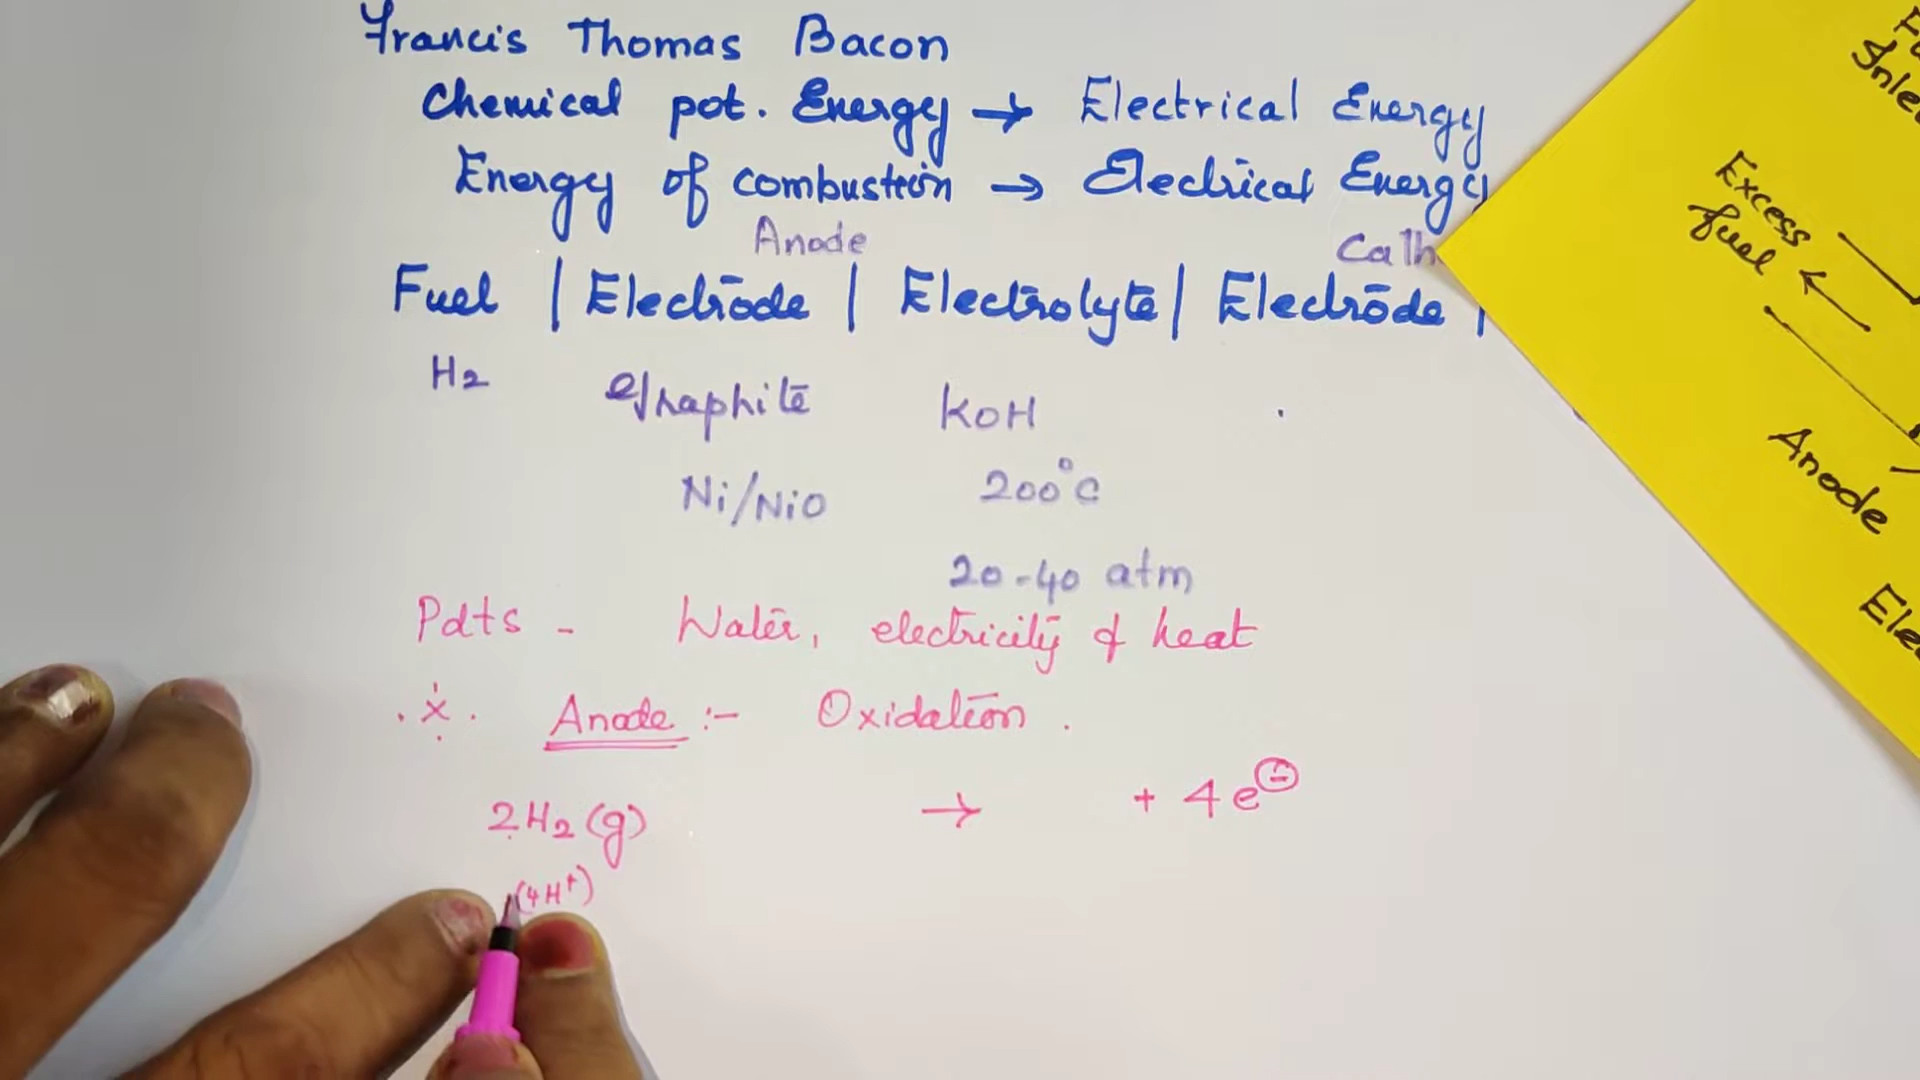 Francis Thomas Bacon
Chemical pot. Energy → Electrical Energy
Energy of combustion → Electrical Energy
Anode Cath
Fuel | Electrode | Electrolyte | Electrode |
H2 Graphite KOH
Ni/NiO 200°C
20-40 atm
Pdts - Water, electricity & heat
.x. Anode :- Oxidation .
2H2(g) → + 4e⊖
(4H+)
Inle
Excess
fuel ←
Anode
Ele